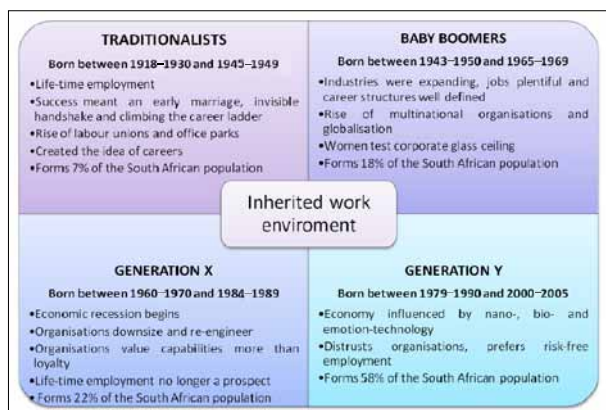 TRADITIONALISTS
Born between 1918–1930 and 1945–1949
•Life-time employment
•Success meant an early marriage, invisible
handshake and climbing the career ladder
•Rise of labour unions and office parks
•Created the idea of careers
•Forms 7% of the South African population
BABY BOOMERS
Born between 1943–1950 and 1965–1969
•Industries were expanding, jobs plentiful and
career structures well defined
•Rise of multinational organisations and
globalisation
•Women test corporate glass ceiling
•Forms 18% of the South African population
Inherited work
enviroment
GENERATION X
Born between 1960–1970 and 1984–1989
•Economic recession begins
•Organisations downsize and re-engineer
•Organisations value capabilities more than
loyalty
•Life-time employment no longer a prospect
•Forms 22% of the South African population
GENERATION Y
Born between 1979–1990 and 2000–2005
•Economy influenced by nano-, bio- and
emotion-technology
•Distrusts organisations, prefers risk-free
employment
•Forms 58% of the South African population